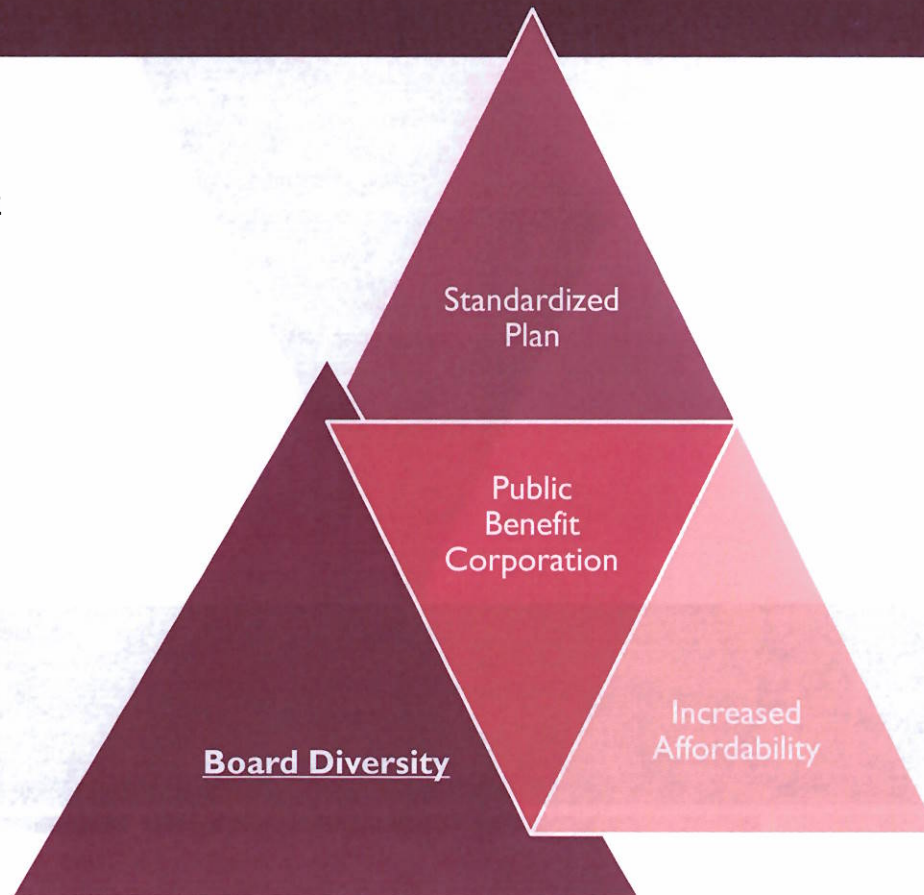 Standardized
Plan
Public
Benefit
Corporation
Increased
Affordability
Board Diversity